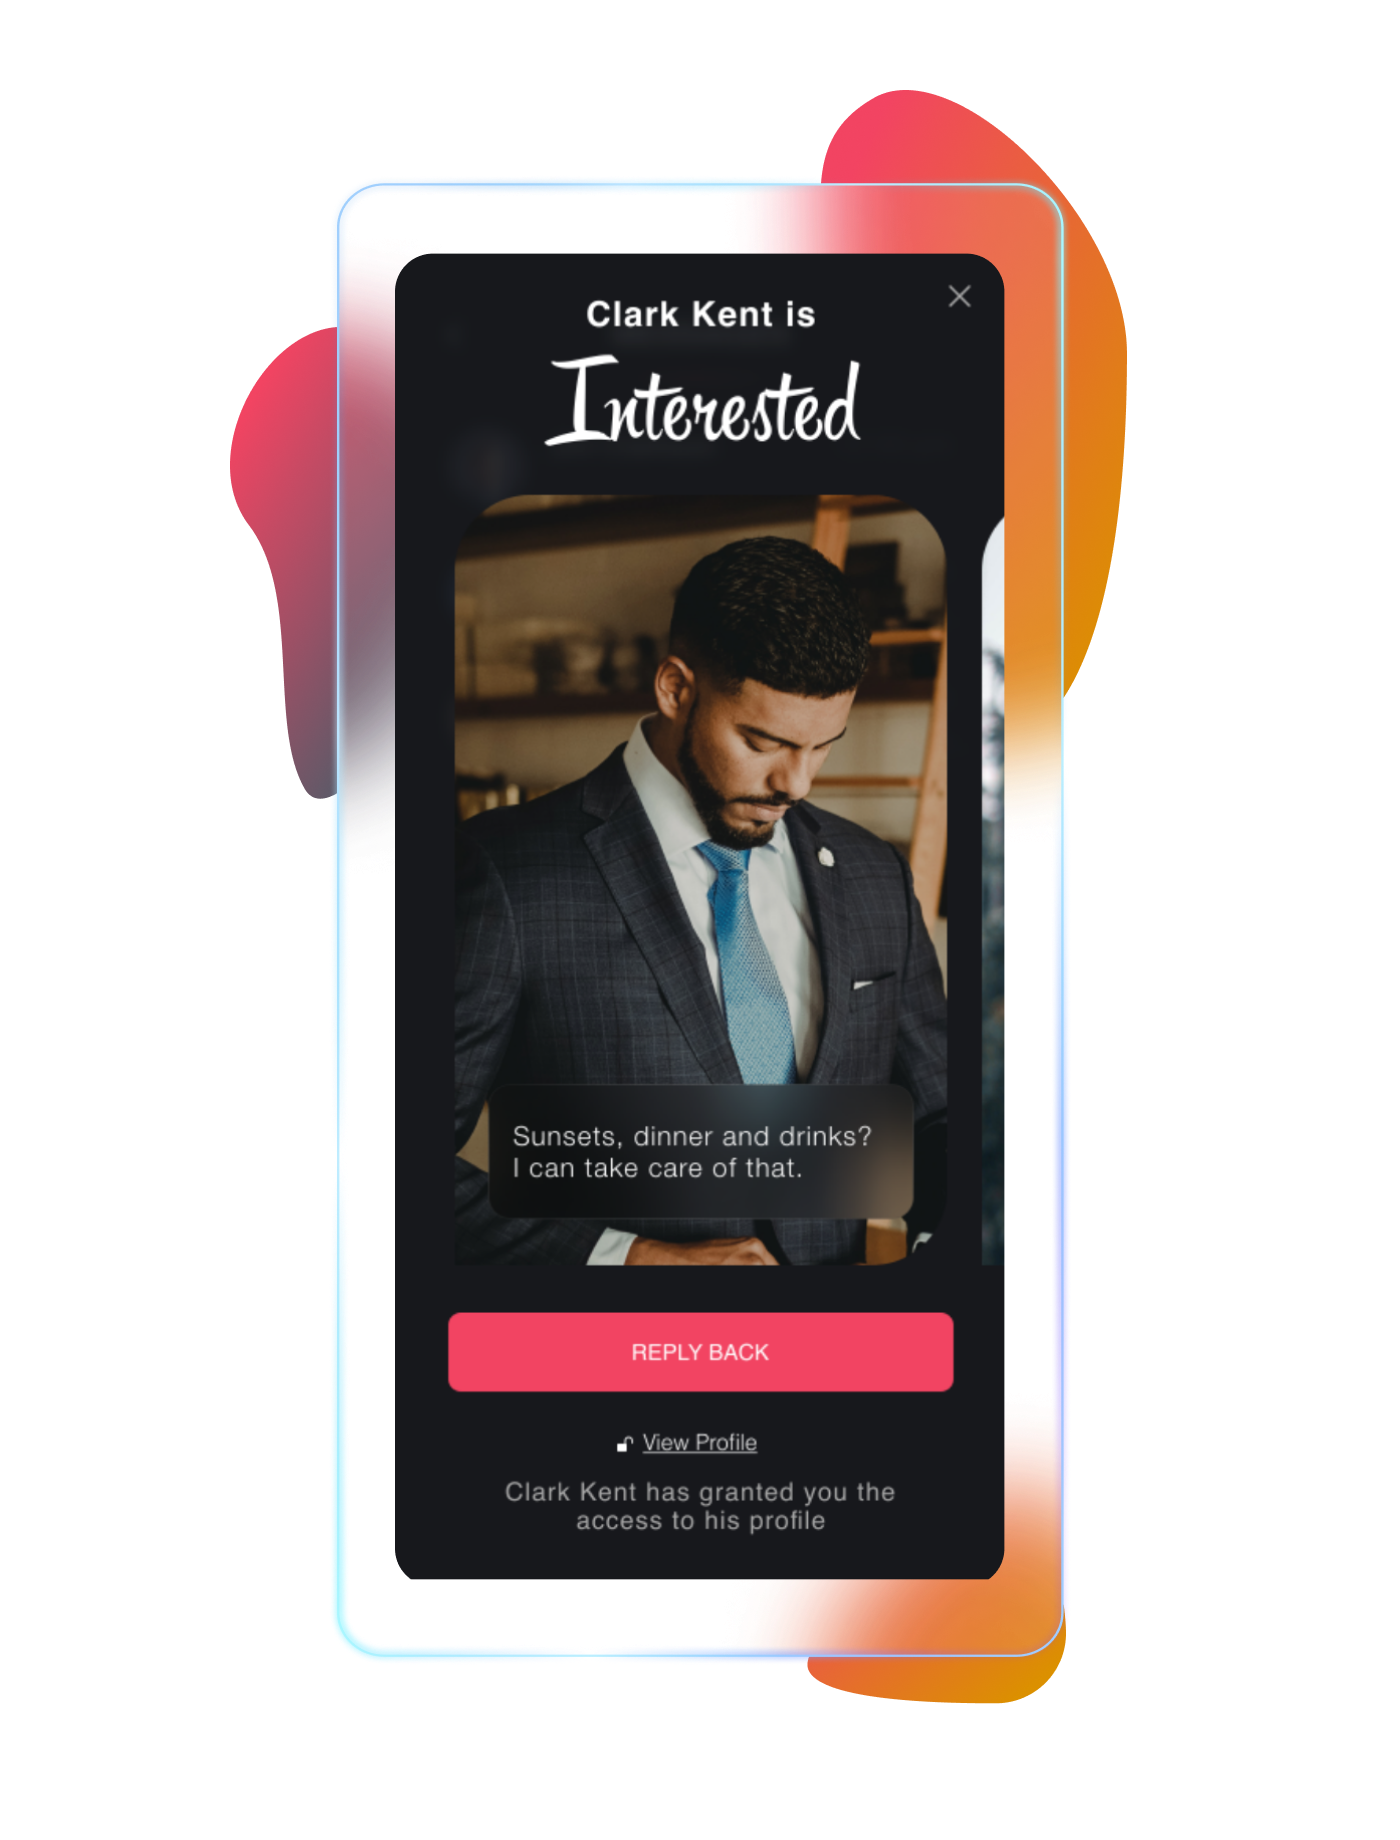 Clark Kent is
Interested
Sunsets, dinner and drinks?
I can take care of that.
REPLY BACK
View Profile
Clark Kent has granted you the
access to his profile